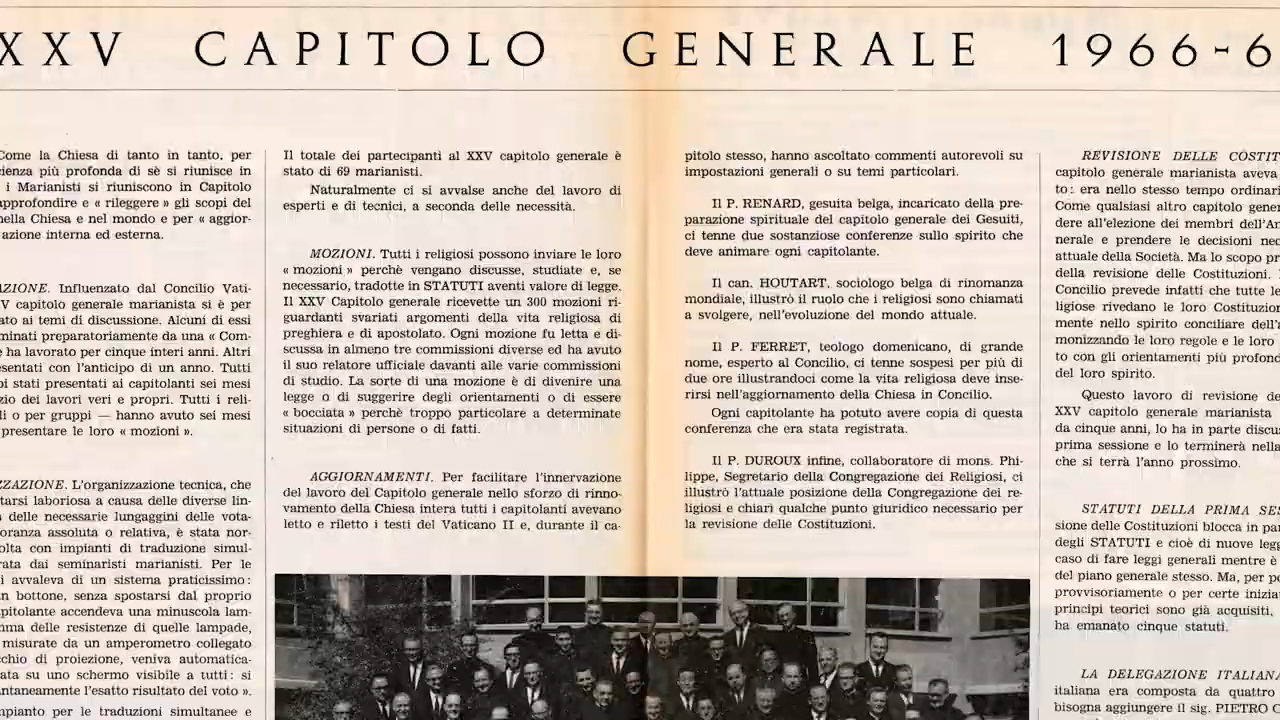 XXV CAPITOLO GENERALE 1966-6
Come la Chiesa di tanto in tanto, per
cienza più profonda di sè si riunisce in
i Marianisti si riuniscono in Capitolo
approfondire e « rileggere » gli scopi del
nella Chiesa e nel mondo e per « aggior-
azione interna ed esterna.
AZIONE. Influenzato dal Concilio Vati-
V capitolo generale marianista si è per
ato ai temi di discussione. Alcuni di essi
minati preparatoriamente da una « Com-
e ha lavorato per cinque interi anni. Altri
esentati con l'anticipo di un anno. Tutti
oi stati presentati ai capitolanti sei mesi
zio dei lavori veri e propri. Tutti i reli-
li o per gruppi — hanno avuto sei mesi
presentare le loro « mozioni ».
ZZAZIONE. L'organizzazione tecnica, che
tarsi laboriosa a causa delle diverse lin-
delle necessarie lungaggini delle vota-
oranza assoluta o relativa, è stata nor-
olta con impianti di traduzione simul-
rata dai seminaristi marianisti. Per le
i avvaleva di un sistema praticissimo:
n bottone, senza spostarsi dal proprio
pitolante accendeva una minuscola lam-
mma delle resistenze di quelle lampade,
misurate da un amperometro collegato
chio di proiezione, veniva automatica-
ata su uno schermo visibile a tutti: si
ntaneamente l'esatto risultato del voto ».
mpianto per le traduzioni simultanee e
Il totale dei partecipanti al XXV capitolo generale è
stato di 69 marianisti.
Naturalmente ci si avvalse anche del lavoro di
esperti e di tecnici, a seconda delle necessità.
MOZIONI. Tutti i religiosi possono inviare le loro
« mozioni » perchè vengano discusse, studiate e, se
necessario, tradotte in STATUTI aventi valore di legge.
Il XXV Capitolo generale ricevette un 300 mozioni ri-
guardanti svariati argomenti della vita religiosa di
preghiera e di apostolato. Ogni mozione fu letta e di-
scussa in almeno tre commissioni diverse ed ha avuto
il suo relatore ufficiale davanti alle varie commissioni
di studio. La sorte di una mozione è di divenire una
legge o di suggerire degli orientamenti o di essere
« bocciata » perchè troppo particolare a determinate
situazioni di persone o di fatti.
AGGIORNAMENTI. Per facilitare l'innervazione
del lavoro del Capitolo generale nello sforzo di rinno-
vamento della Chiesa intera tutti i capitolanti avevano
letto e riletto i testi del Vaticano II e, durante il ca-
pitolo stesso, hanno ascoltato commenti autorevoli su
impostazioni generali o su temi particolari.
Il P. RENARD, gesuita belga, incaricato della pre-
parazione spirituale del capitolo generale dei Gesuiti,
ci tenne due sostanziose conferenze sullo spirito che
deve animare ogni capitolante.
Il can. HOUTART, sociologo belga di rinomanza
mondiale, illustrò il ruolo che i religiosi sono chiamati
a svolgere, nell'evoluzione del mondo attuale.
Il P. FERRET, teologo domenicano, di grande
nome, esperto al Concilio, ci tenne sospesi per più di
due ore illustrandoci come la vita religiosa deve inse-
rirsi nell'aggiornamento della Chiesa in Concilio.
Ogni capitolante ha potuto avere copia di questa
conferenza che era stata registrata.
Il P. DUROUX infine, collaboratore di mons. Phi-
lippe, Segretario della Congregazione dei Religiosi, ci
illustrò l'attuale posizione della Congregazione dei re-
ligiosi e chiarì qualche punto giuridico necessario per
la revisione delle Costituzioni.
REVISIONE DELLE COSTIT
capitolo generale marianista aveva
to: era nello stesso tempo ordinari
Come qualsiasi altro capitolo gener
dere all'elezione dei membri dell'Am
nerale e prendere le decisioni nec
attuale della Società. Ma lo scopo pr
della revisione delle Costituzioni.
Concilio prevede infatti che tutte le
ligiose rivedano le loro Costituzion
mente nello spirito conciliare dell'a
monizzando le loro regole e le loro
to con gli orientamenti più profond
del loro spirito.
Questo lavoro di revisione de
XXV capitolo generale marianista
da cinque anni, lo ha in parte discus
prima sessione e lo terminerà nella
che si terrà l'anno prossimo.
STATUTI DELLA PRIMA SES
sione delle Costituzioni blocca in par
degli STATUTI e cioè di nuove legg
caso di fare leggi generali mentre è
del piano generale stesso. Ma, per pe
provvisoriamente o per certe inizia
principi teorici sono già acquisiti,
ha emanato cinque statuti.
LA DELEGAZIONE ITALIANA
italiana era composta da quattro
bisogna aggiungere il sig. PIETRO C